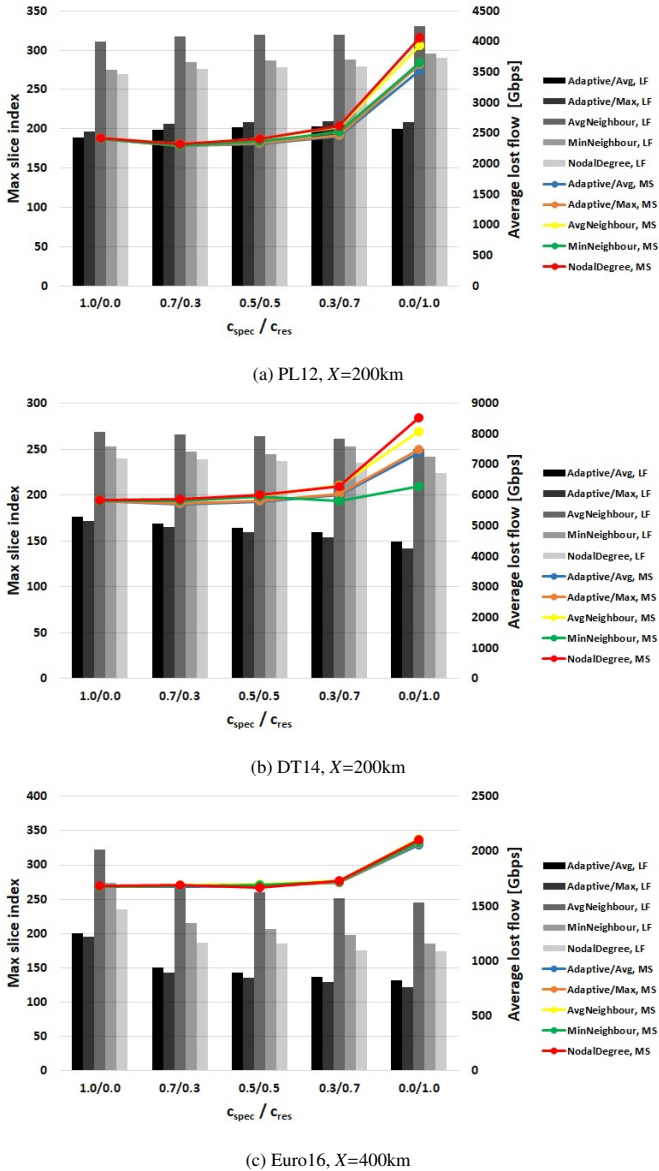 350
300
250
200
150
100
50
0
Max slice index
4500
4000
3500
3000
2500
2000
1500
1000
500
0
Average lost flow [Gbps]
1.0/0.0 0.7/0.3 0.5/0.5 0.3/0.7 0.0/1.0
c_spec / c_res
Adaptive/Avg, LF
Adaptive/Max, LF
AvgNeighbour, LF
MinNeighbour, LF
NodalDegree, LF
Adaptive/Avg, MS
Adaptive/Max, MS
AvgNeighbour, MS
MinNeighbour, MS
NodalDegree, MS
(a) PL12, X=200km
300
250
200
150
100
50
0
Max slice index
9000
8000
7000
6000
5000
4000
3000
2000
1000
0
Average lost flow [Gbps]
1.0/0.0 0.7/0.3 0.5/0.5 0.3/0.7 0.0/1.0
c_spec / c_res
Adaptive/Avg, LF
Adaptive/Max, LF
AvgNeighbour, LF
MinNeighbour, LF
NodalDegree, LF
Adaptive/Avg, MS
Adaptive/Max, MS
AvgNeighbour, MS
MinNeighbour, MS
NodalDegree, MS
(b) DT14, X=200km
400
350
300
250
200
150
100
50
0
Max slice index
2500
2000
1500
1000
500
0
Average lost flow [Gbps]
1.0/0.0 0.7/0.3 0.5/0.5 0.3/0.7 0.0/1.0
c_spec / c_res
Adaptive/Avg, LF
Adaptive/Max, LF
AvgNeighbour, LF
MinNeighbour, LF
NodalDegree, LF
Adaptive/Avg, MS
Adaptive/Max, MS
AvgNeighbour, MS
MinNeighbour, MS
NodalDegree, MS
(c) Euro16, X=400km